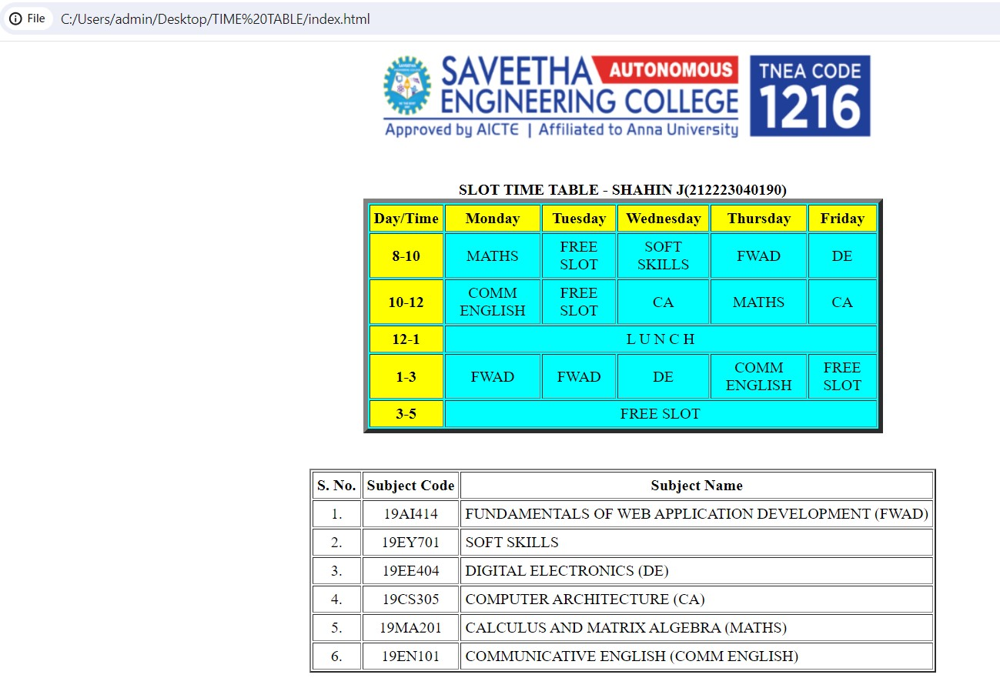 File C:/Users/admin/Desktop/TIME%20TABLE/index.html
SAVEETHA AUTONOMOUS
ENGINEERING COLLEGE
Approved by AICTE | Affiliated to Anna University
TNEA CODE
1216
SLOT TIME TABLE - SHAHIN J(212223040190)
Day/Time Monday Tuesday Wednesday Thursday Friday
8-10 MATHS FREE SLOT SOFT SKILLS FWAD DE
10-12 COMM ENGLISH FREE SLOT CA MATHS CA
12-1 L U N C H
1-3 FWAD FWAD DE COMM ENGLISH FREE SLOT
3-5 FREE SLOT
S. No. Subject Code Subject Name
1. 19AI414 FUNDAMENTALS OF WEB APPLICATION DEVELOPMENT (FWAD)
2. 19EY701 SOFT SKILLS
3. 19EE404 DIGITAL ELECTRONICS (DE)
4. 19CS305 COMPUTER ARCHITECTURE (CA)
5. 19MA201 CALCULUS AND MATRIX ALGEBRA (MATHS)
6. 19EN101 COMMUNICATIVE ENGLISH (COMM ENGLISH)